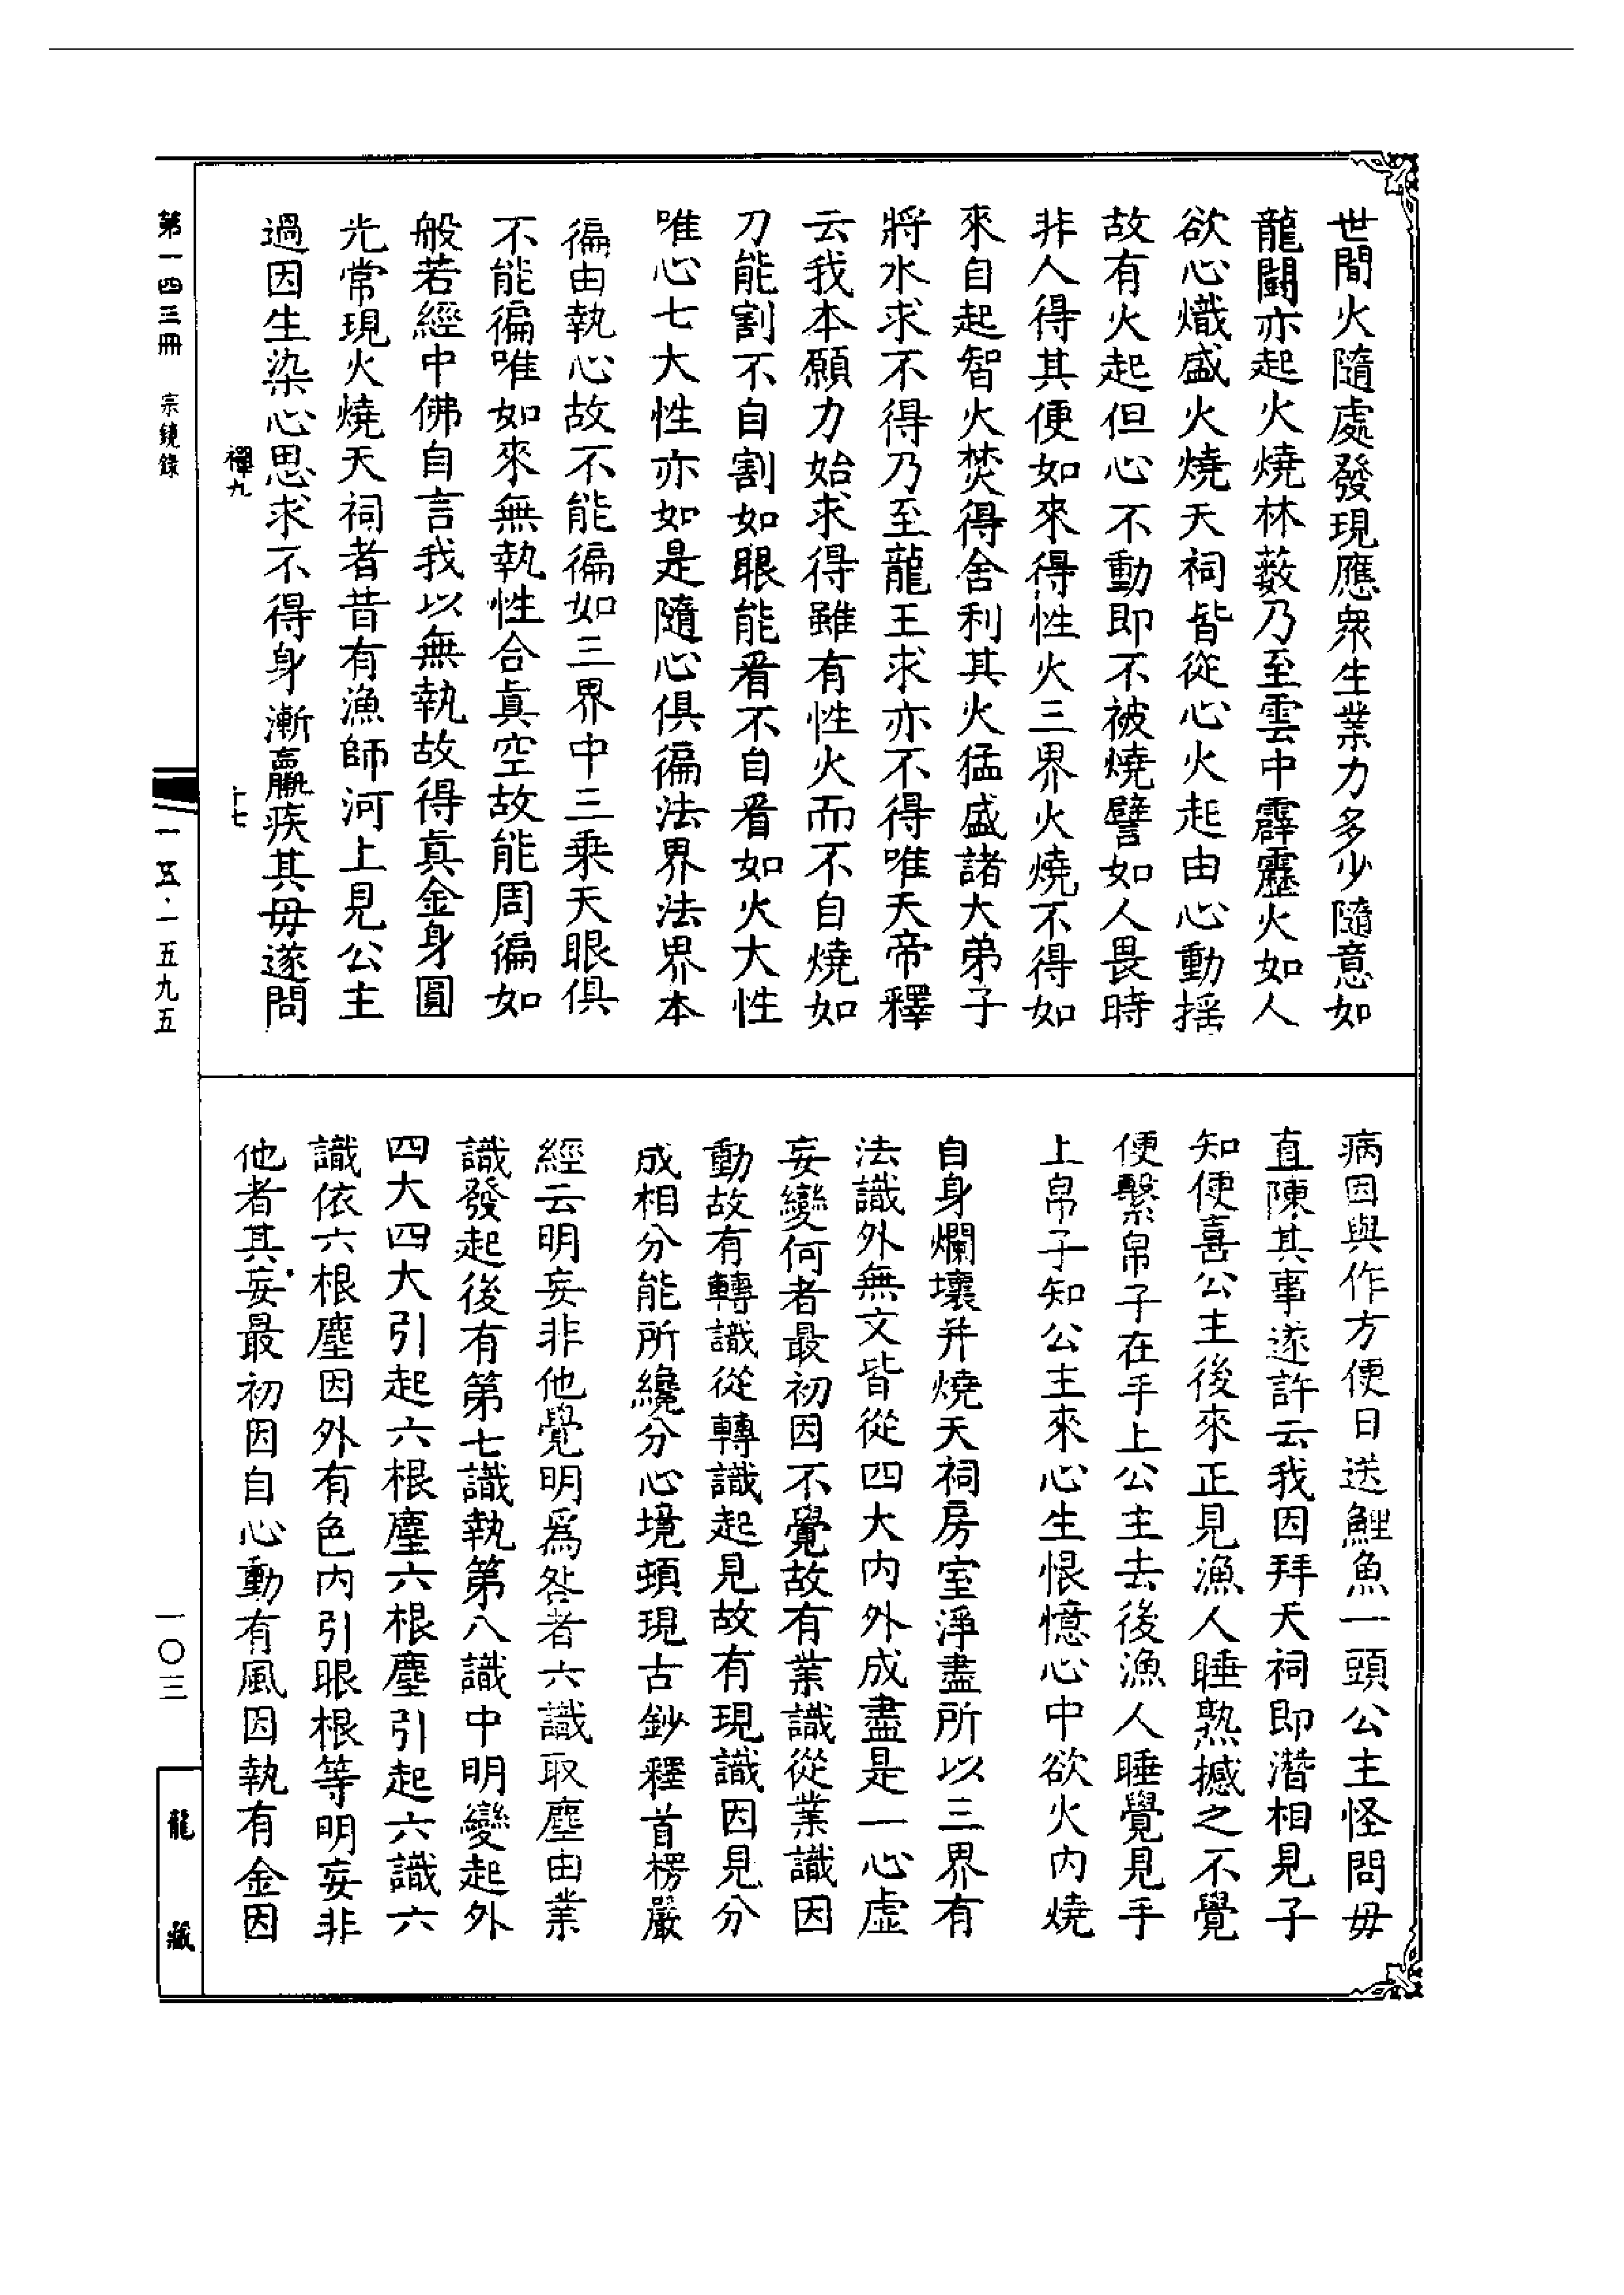 世間火隨處發現應衆生業力多少隨意如
龍鬪亦起火燒林藪乃至雲中霹靂火如人
欲心熾盛火燒天祠皆從心火起由心動摇
故有火起但心不動即不被燒譬如人畏時
非人得其便如來得性火三界火燒不得如
來自起智火焚得舍利其火猛盛諸大弟子
將水求不得乃至龍王求亦不得唯天帝釋
云我本願力始求得雖有性火而不自燒如
刀能割不自割如眼能看不自看如火大性
唯心七大性亦如是隨心俱徧法界法界本
徧由執心故不能徧如三界中三乘天眼俱
不能徧唯如來無執性合眞空故能周徧如
般若經中佛自言我以無執故得真金身圓
光常現火燒天祠者昔有漁師河上見公主
過因生染心思求不得身漸羸疾其毋遂問
禪九
十七
病因與作方便日送鯉魚一頭公主怪問毋
直陳其事遂許云我因拜天祠即潛相見子
知便喜公主後來正見漁人睡熟撼之不覺
便繫帛子在手上公主去後漁人睡覺見手
上帛子知公主來心生恨憶心中欲火内燒
自身爛壞并燒天祠房室淨盡所以三界有
法識外無文皆從四大内外成盡是一心虚
妄變何者最初因不覺故有業識從業識因
動故有轉識從轉識起見故有現識因見分
成相分能所纔分心境頓現古鈔釋首楞嚴
經云明妄非他覺明爲咎者六識取塵由業
識發起後有第七識執第八識中明變起外
四大四大引起六根塵六根塵引起六識六
識依六根塵因外有色内引眼根等明妄非
他者其妄最初因自心動有風因執有金因
第一四三冊 宗鏡錄
一五·一五九五
一〇三
龍藏